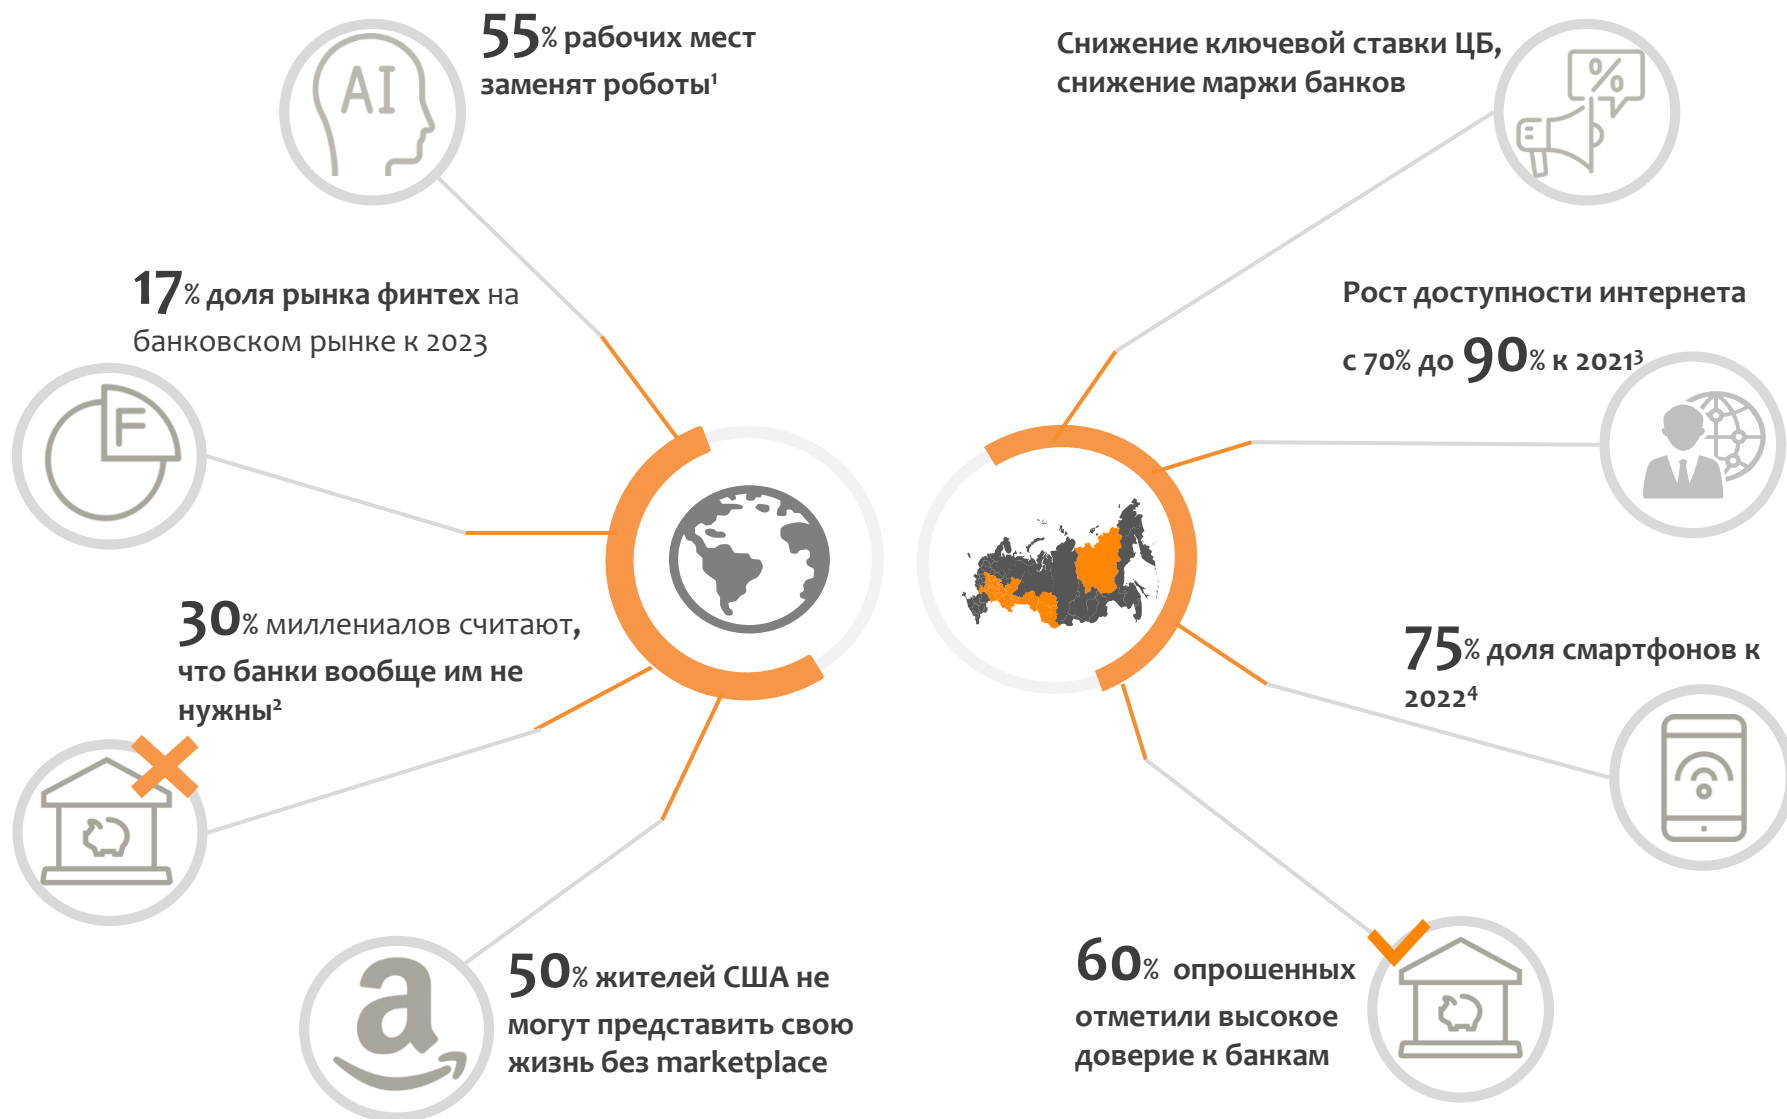 55% рабочих мест
заменят роботы¹
AI
17% доля рынка финтех на
банковском рынке к 2023
F
30% миллениалов считают,
что банки вообще им не
нужны²
a
50% жителей США не
могут представить свою
жизнь без marketplace
Снижение ключевой ставки ЦБ,
снижение маржи банков
%
Рост доступности интернета
с 70% до 90% к 2021³
75% доля смартфонов к
2022⁴
60% опрошенных
отметили высокое
доверие к банкам